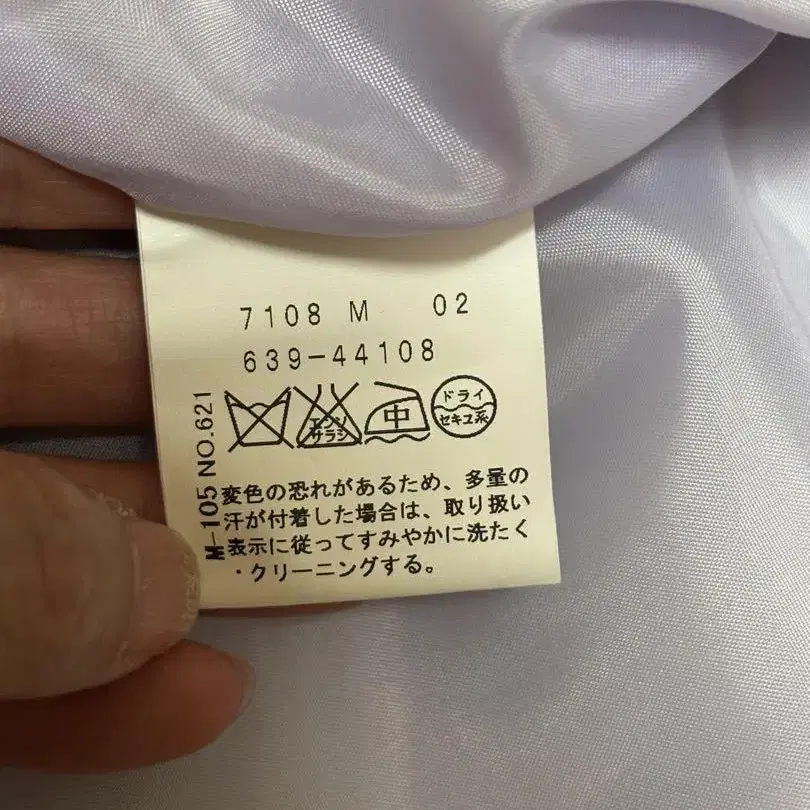 7108 M 02
639-44108
エンソ
サラシ
中
ドライ
セキユ系
M-105 NO.621
変色の恐れがあるため、多量の
汗が付着した場合は、取り扱い
表示に従ってすみやかに洗たく
・クリーニングする。